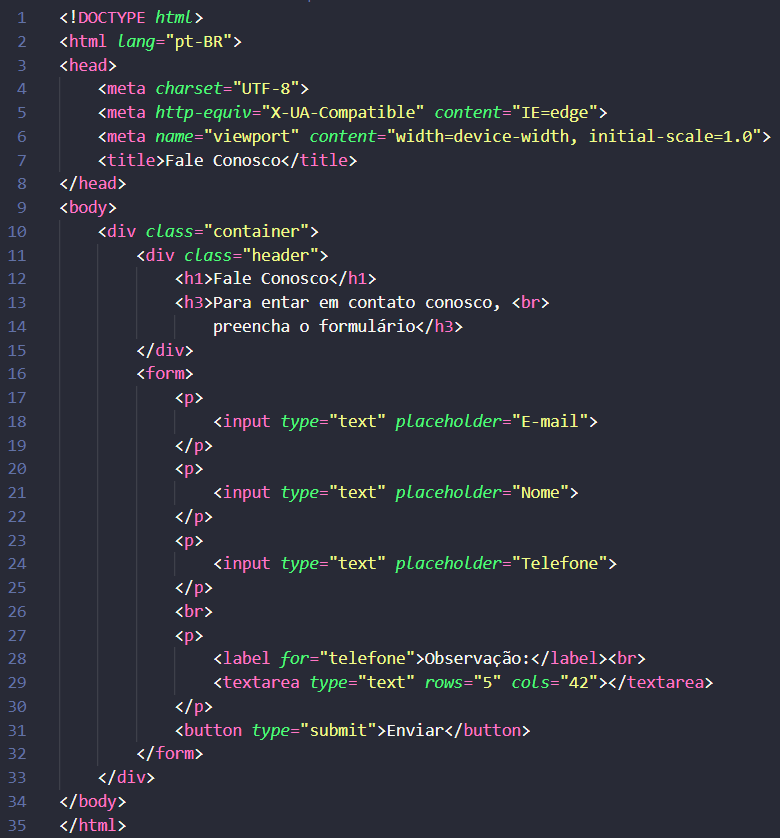 1 <!DOCTYPE html>
2 <html lang="pt-BR">
3 <head>
4     <meta charset="UTF-8">
5     <meta http-equiv="X-UA-Compatible" content="IE=edge">
6     <meta name="viewport" content="width=device-width, initial-scale=1.0">
7     <title>Fale Conosco</title>
8 </head>
9 <body>
10     <div class="container">
11         <div class="header">
12             <h1>Fale Conosco</h1>
13             <h3>Para entar em contato conosco, <br>
14                 preencha o formulário</h3>
15         </div>
16         <form>
17             <p>
18                 <input type="text" placeholder="E-mail">
19             </p>
20             <p>
21                 <input type="text" placeholder="Nome">
22             </p>
23             <p>
24                 <input type="text" placeholder="Telefone">
25             </p>
26             <br>
27             <p>
28                 <label for="telefone">Observação:</label><br>
29                 <textarea type="text" rows="5" cols="42"></textarea>
30             </p>
31             <button type="submit">Enviar</button>
32         </form>
33     </div>
34 </body>
35 </html>